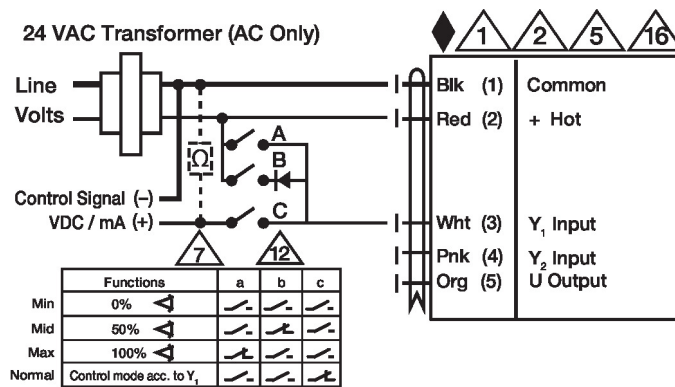 24 VAC Transformer (AC Only)
1 2 5 16
Line
Volts
Blk (1) Common
Red (2) + Hot
A
B
C
Ω
Control Signal (–)
VDC / mA (+)
Wht (3) Y₁ Input
Pnk (4) Y₂ Input
Org (5) U Output
7 12
Functions a b c
Min 0%
Mid 50%
Max 100%
Normal Control mode acc. to Y₁